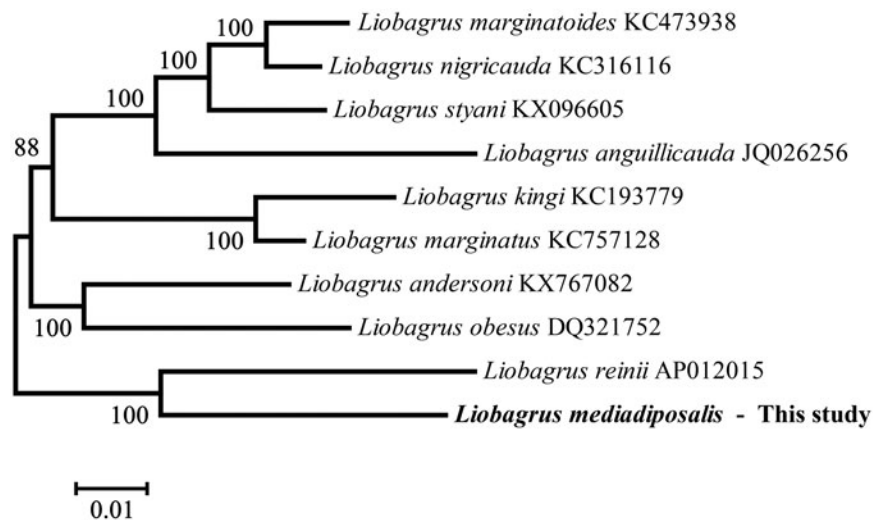 100
Liobagrus marginatoides KC473938
100
Liobagrus nigricauda KC316116
100
Liobagrus styani KX096605
88
Liobagrus anguillicauda JQ026256
Liobagrus kingi KC193779
100
Liobagrus marginatus KC757128
Liobagrus andersoni KX767082
100
Liobagrus obesus DQ321752
Liobagrus reinii AP012015
100
Liobagrus mediadiposalis - This study
0.01